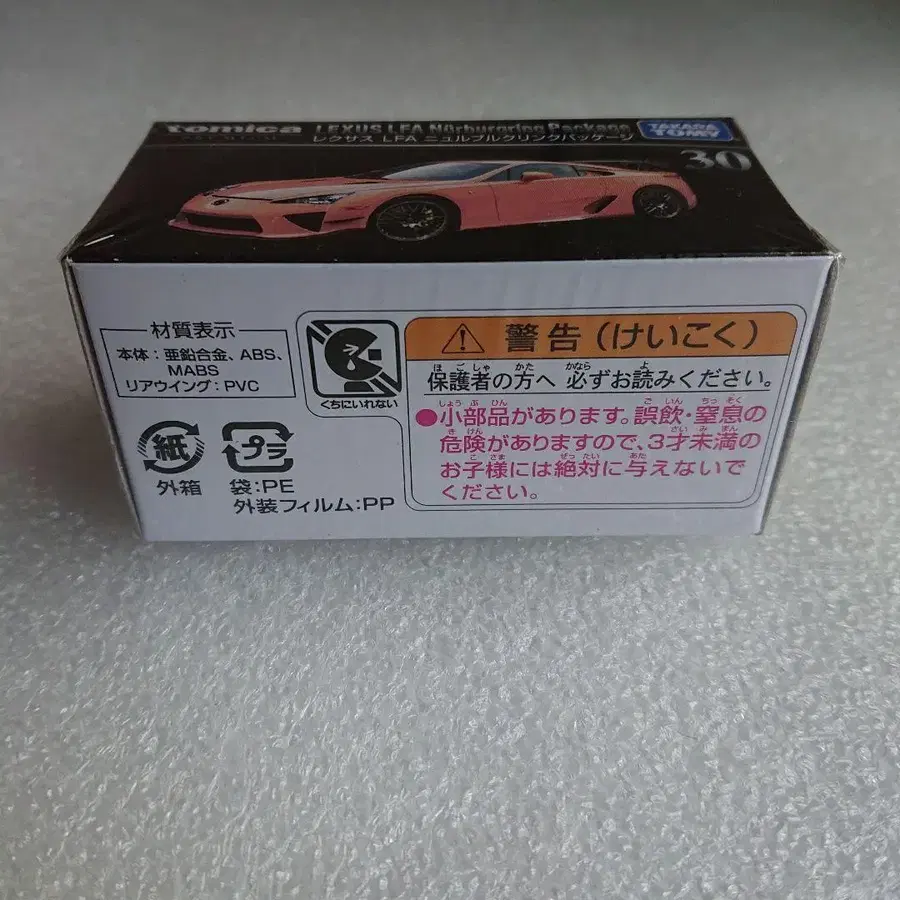 tomica
LEXUS LFA Nürburgring Package
レクサス LFA ニュルブルクリンクパッケージ
TAKARA TOMY
30
材質表示
本体：亜鉛合金、ABS、
MABS
リアウイング：PVC
紙
外箱
プラ
袋：PE
外装フィルム：PP
くちにいれない
警告（けいこく）
保護者の方へ 必ずお読みください。
●小部品があります。誤飲・窒息の
危険がありますので、3才未満の
お子様には絶対に与えないで
ください。